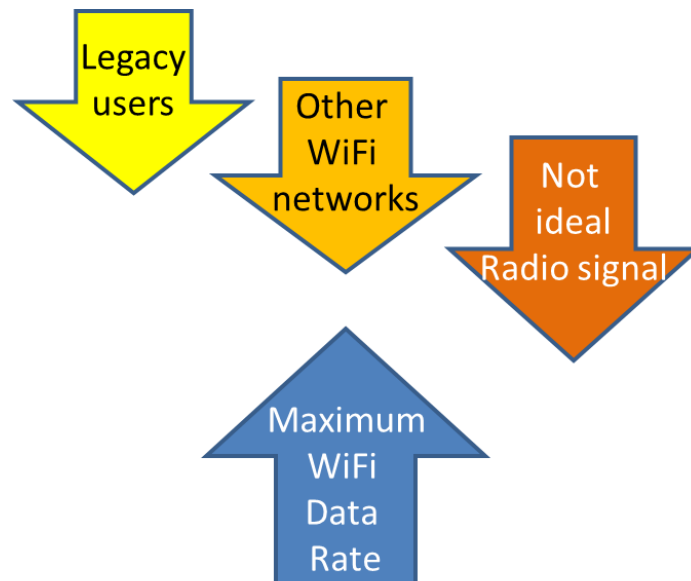 Legacy
users
Other
WiFi
networks
Not
ideal
Radio signal
Maximum
WiFi
Data
Rate